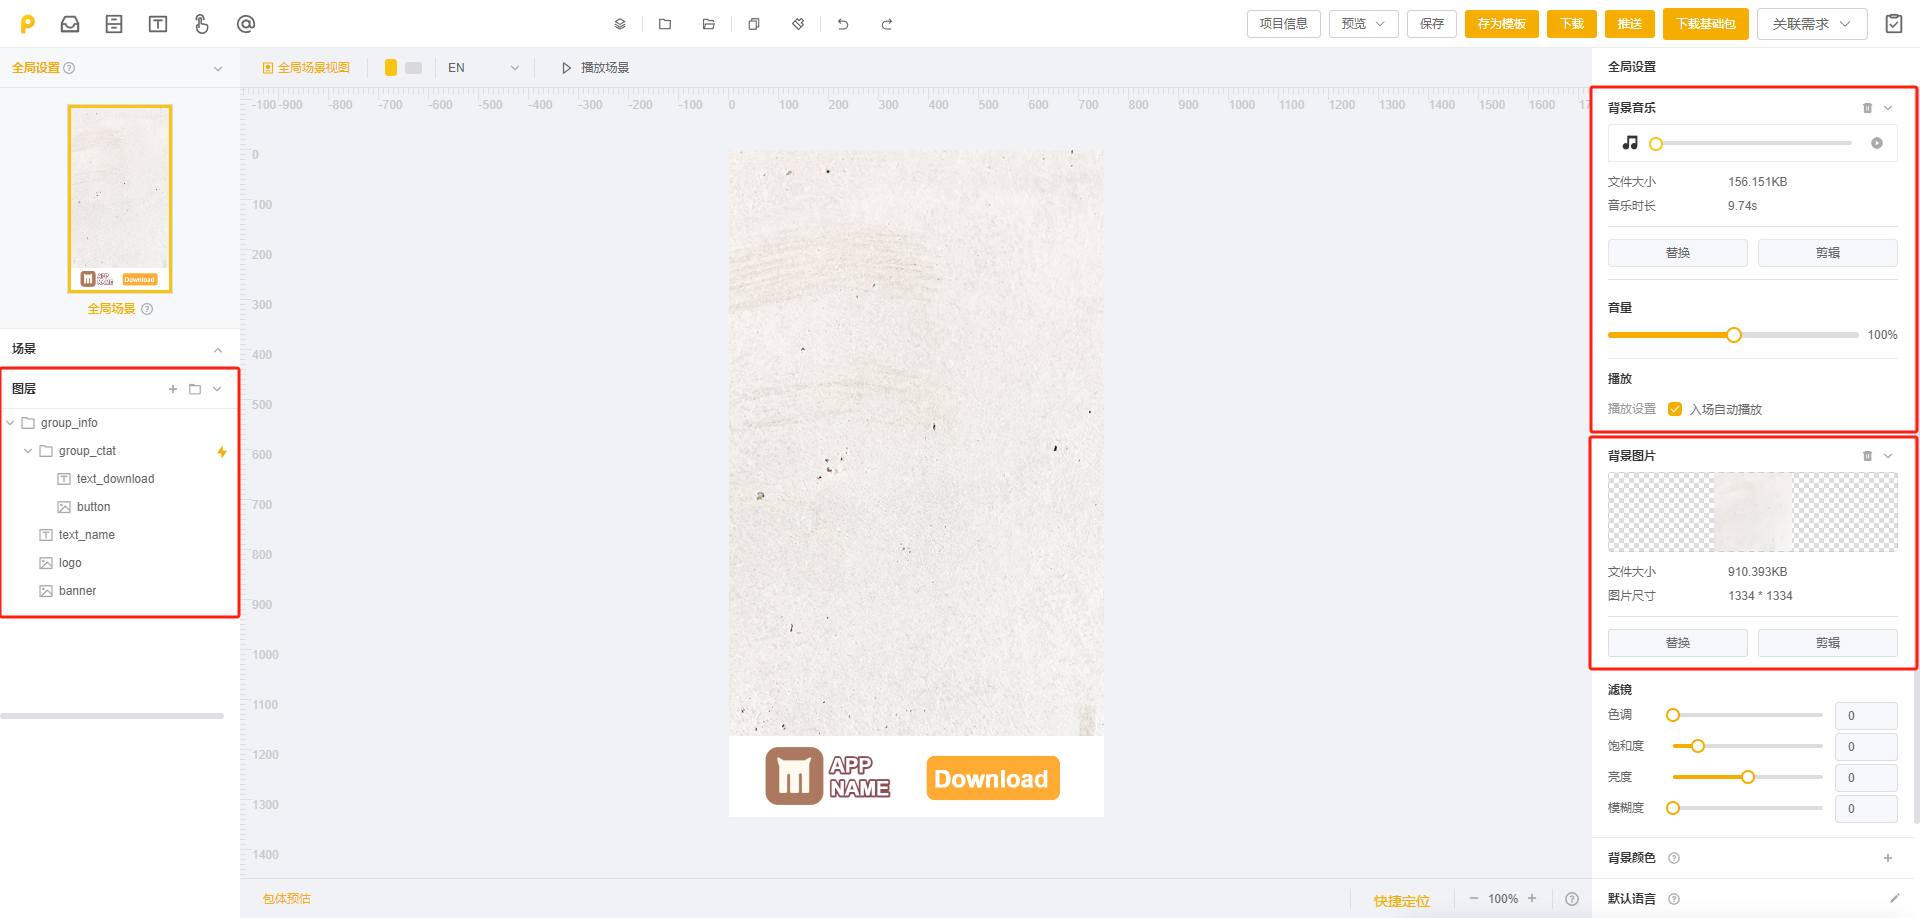 项目信息
预览
保存
存为模板
下载
推送
下载基础包
关联需求
全局设置
APP
NAME
Download
全局场景
场景
图层
group_info
group_ctat
text_download
button
text_name
logo
banner
全局场景视图
EN
播放场景
-100 -900 -800 -700 -600 -500 -400 -300 -200 -100 0 100 200 300 400 500 600 700 800 900 1000 1100 1200 1300 1400 1500 1600
0
100
200
300
400
500
600
700
800
900
1000
1100
1200
1300
1400
APP
NAME
Download
包体预估
快捷定位
100%
全局设置
背景音乐
文件大小 156.151KB
音乐时长 9.74s
替换 剪辑
音量
100%
播放
播放设置 入场自动播放
背景图片
文件大小 910.393KB
图片尺寸 1334 * 1334
替换 剪辑
滤镜
色调 0
饱和度 0
亮度 0
模糊度 0
背景颜色
默认语言